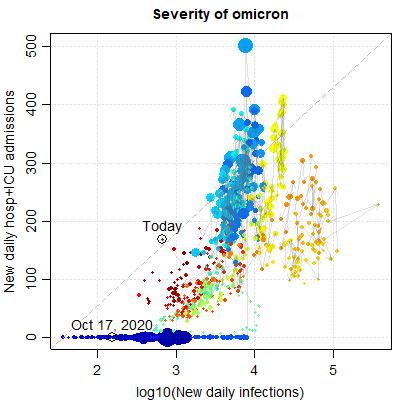 Severity of omicron
New daily hosp+ICU admissions
500
400
300
200
100
0
Today
Oct 17, 2020
2
3
4
5
log10(New daily infections)